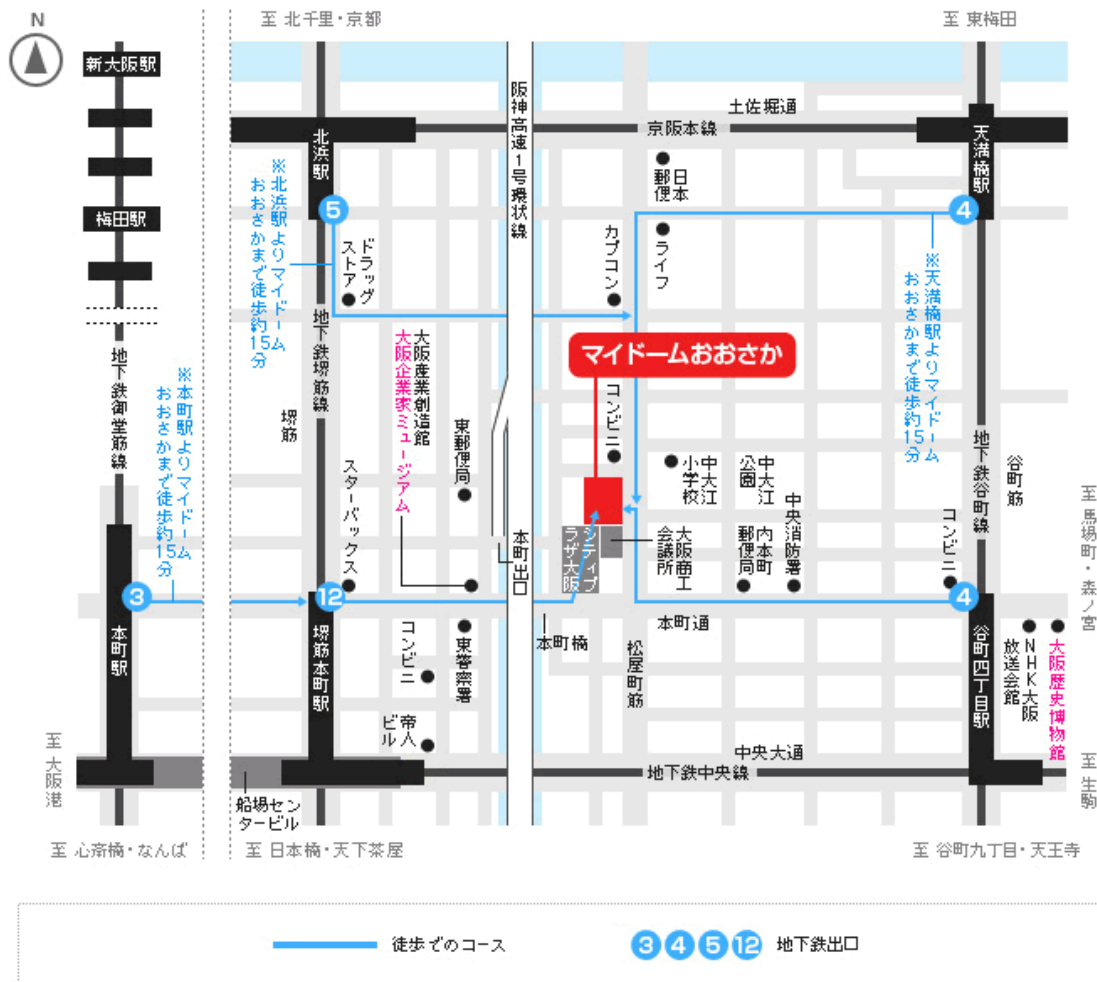 N
至 北千里・京都
至 東梅田
新大阪駅
梅田駅
北浜駅
阪神高速1号環状線
土佐堀通
京阪本線
天満橋駅
日本
郵便
5
4
※北浜駅よりマイドーム
おおさかまで徒歩約15分
ドラッグ
ストア
カプコン
ライフ
※天満橋駅よりマイドーム
おおさかまで徒歩約15分
地下鉄御堂筋線
地下鉄堺筋線
堺筋
マイドームおおさか
※本町駅よりマイドーム
おおさかまで徒歩約15分
大阪産業創造館
大阪企業家ミュージアム
東郵便局
スターバックス
コンビニ
中大江
小学校
中大江
公園
中央消防署
内本町
郵便局
大阪商工
会議所
シティプ
ラザ大阪
本町出口
コンビニ
地下鉄谷町線
谷町筋
至 馬場町・森ノ宮
3
12
4
本町駅
堺筋本町駅
コンビニ
東警察署
帝人
ビル
本町橋
松屋町筋
本町通
谷町四丁目駅
NHK大阪
放送会館
大阪歴史博物館
至 大阪港
中央大通
地下鉄中央線
至 生駒
船場セン
タービル
至 心斎橋・なんば
至 日本橋・天下茶屋
至 谷町九丁目・天王寺
徒歩でのコース
3 4 5 12 地下鉄出口